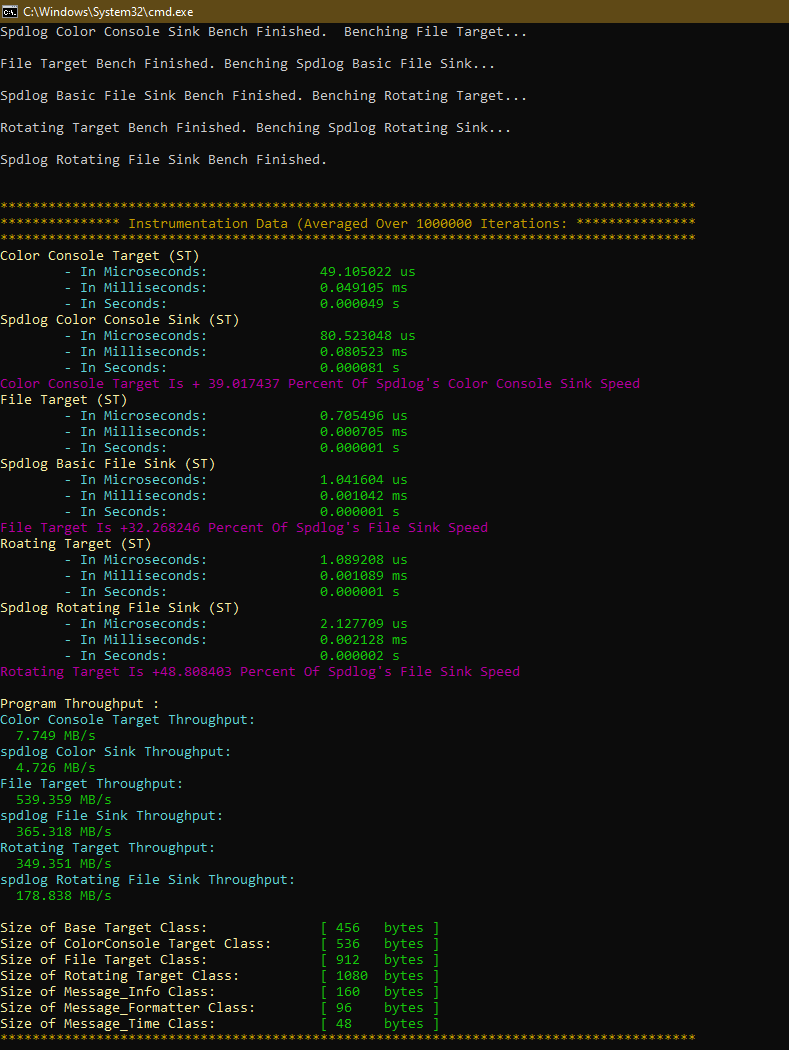 C:\Windows\System32\cmd.exe
Spdlog Color Console Sink Bench Finished.  Benching File Target...
File Target Bench Finished. Benching Spdlog Basic File Sink...
Spdlog Basic File Sink Bench Finished. Benching Rotating Target...
Rotating Target Bench Finished. Benching Spdlog Rotating Sink...
Spdlog Rotating File Sink Bench Finished.
***************************************************************************************
*************** Instrumentation Data (Averaged Over 1000000 Iterations: ***************
***************************************************************************************
Color Console Target (ST)
        - In Microseconds:              49.105022 us
        - In Milliseconds:              0.049105 ms
        - In Seconds:                   0.000049 s
Spdlog Color Console Sink (ST)
        - In Microseconds:              80.523048 us
        - In Milliseconds:              0.080523 ms
        - In Seconds:                   0.000081 s
Color Console Target Is + 39.017437 Percent Of Spdlog's Color Console Sink Speed
File Target (ST)
        - In Microseconds:              0.705496 us
        - In Milliseconds:              0.000705 ms
        - In Seconds:                   0.000001 s
Spdlog Basic File Sink (ST)
        - In Microseconds:              1.041604 us
        - In Milliseconds:              0.001042 ms
        - In Seconds:                   0.000001 s
File Target Is +32.268246 Percent Of Spdlog's File Sink Speed
Roating Target (ST)
        - In Microseconds:              1.089208 us
        - In Milliseconds:              0.001089 ms
        - In Seconds:                   0.000001 s
Spdlog Rotating File Sink (ST)
        - In Microseconds:              2.127709 us
        - In Milliseconds:              0.002128 ms
        - In Seconds:                   0.000002 s
Rotating Target Is +48.808403 Percent Of Spdlog's File Sink Speed
Program Throughput :
Color Console Target Throughput:
  7.749 MB/s
spdlog Color Sink Throughput:
  4.726 MB/s
File Target Throughput:
  539.359 MB/s
spdlog File Sink Throughput:
  365.318 MB/s
Rotating Target Throughput:
  349.351 MB/s
spdlog Rotating File Sink Throughput:
  178.838 MB/s
Size of Base Target Class:              [ 456   bytes ]
Size of ColorConsole Target Class:      [ 536   bytes ]
Size of File Target Class:              [ 912   bytes ]
Size of Rotating Target Class:          [ 1080  bytes ]
Size of Message_Info Class:             [ 160   bytes ]
Size of Message_Formatter Class:        [ 96    bytes ]
Size of Message_Time Class:             [ 48    bytes ]
***************************************************************************************